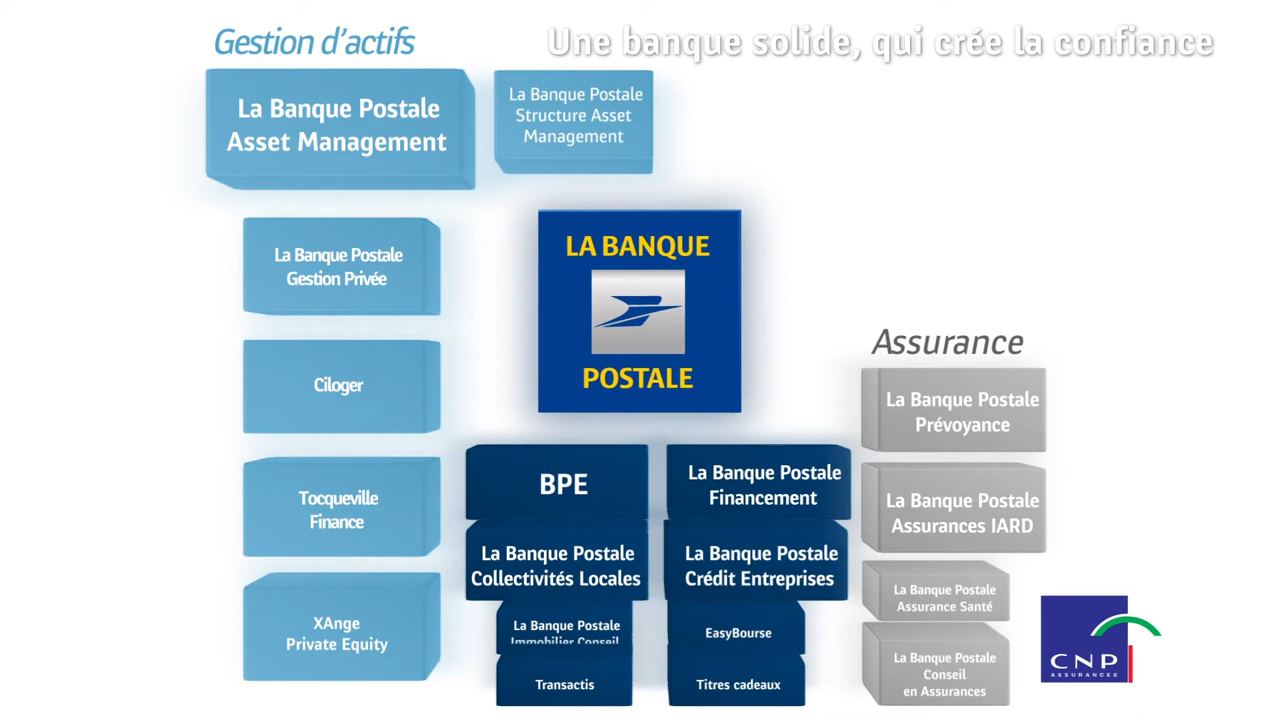 Gestion d'actifs
Une banque solide, qui crée la confiance
La Banque Postale
Asset Management
La Banque Postale
Structure Asset
Management
La Banque Postale
Gestion Privée
Ciloger
Tocqueville
Finance
XAnge
Private Equity
LA BANQUE
POSTALE
BPE
La Banque Postale
Financement
La Banque Postale
Collectivités Locales
La Banque Postale
Crédit Entreprises
La Banque Postale
Immobilier Conseil
EasyBourse
Transactis
Titres cadeaux
Assurance
La Banque Postale
Prévoyance
La Banque Postale
Assurances IARD
La Banque Postale
Assurance Santé
La Banque Postale
Conseil
en Assurances
CNP
ASSURANCES